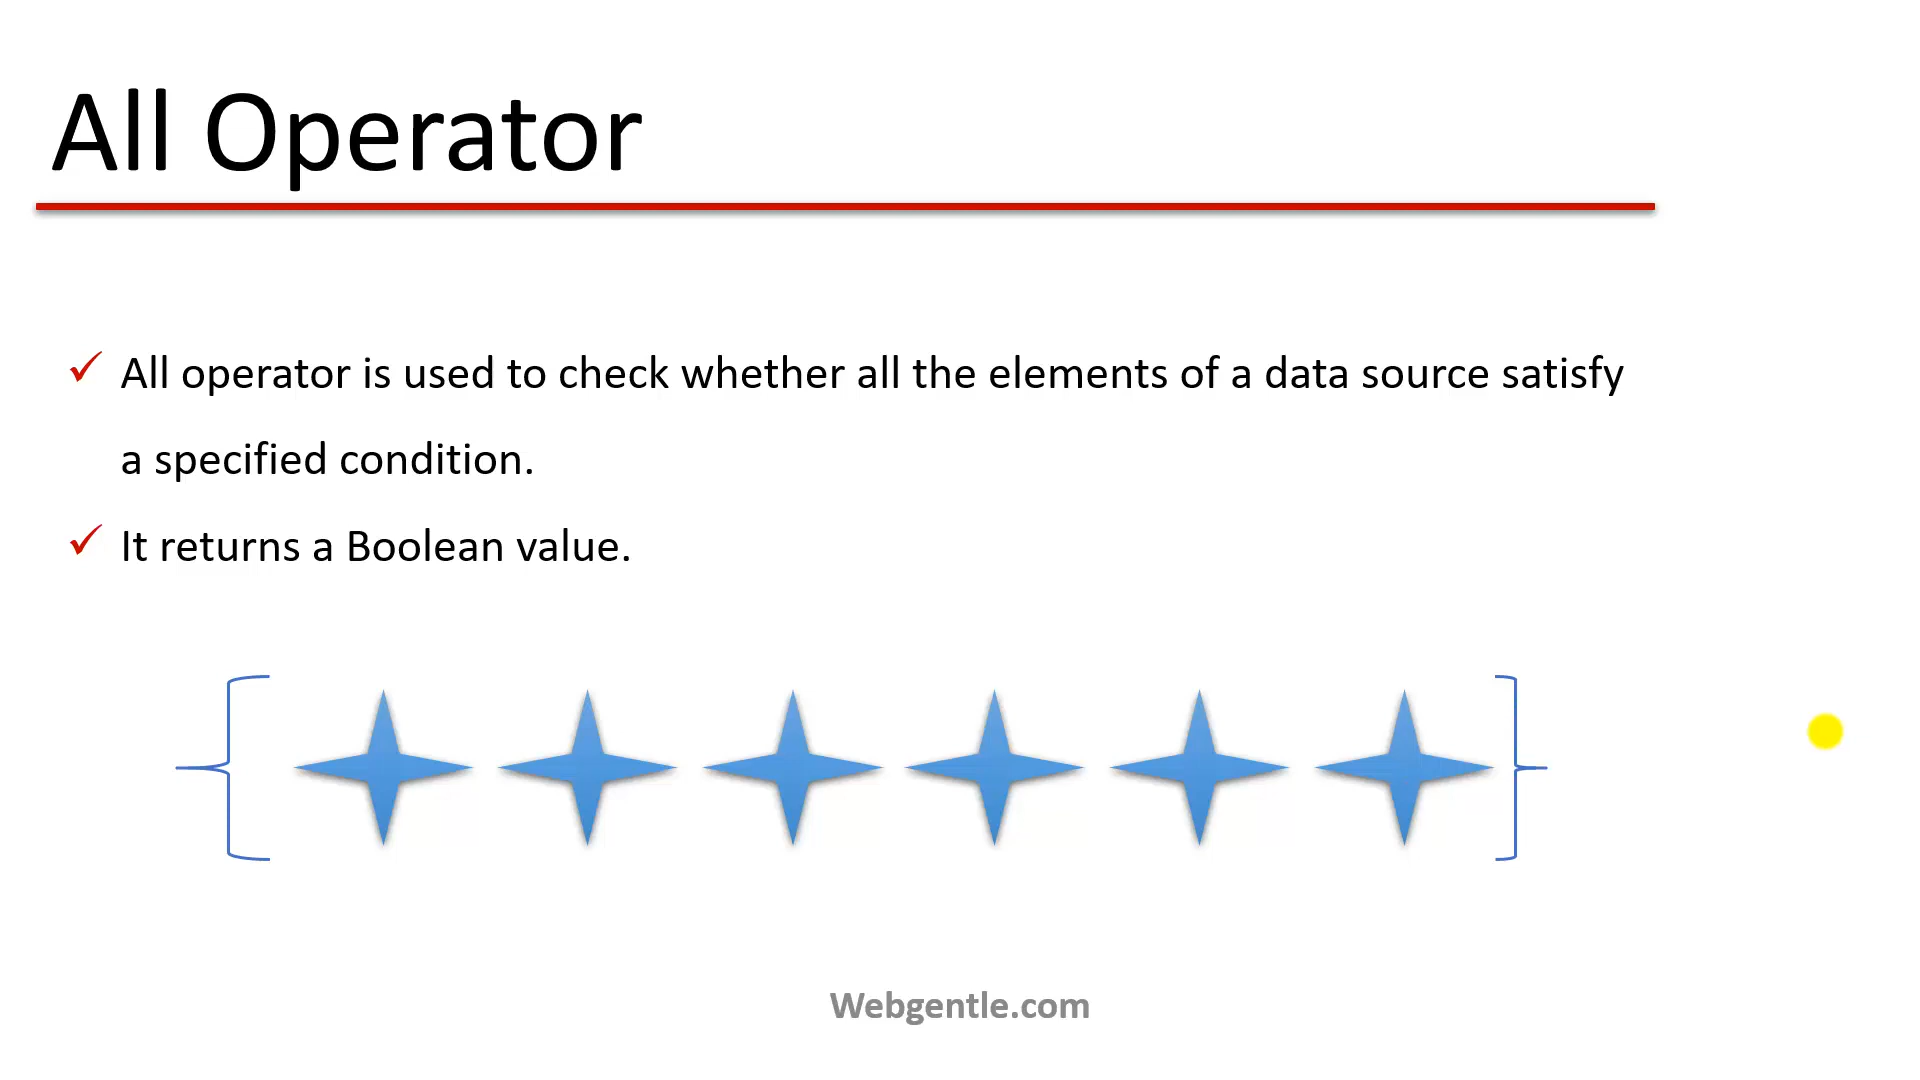 All Operator
All operator is used to check whether all the elements of a data source satisfy
a specified condition.
It returns a Boolean value.
Webgentle.com